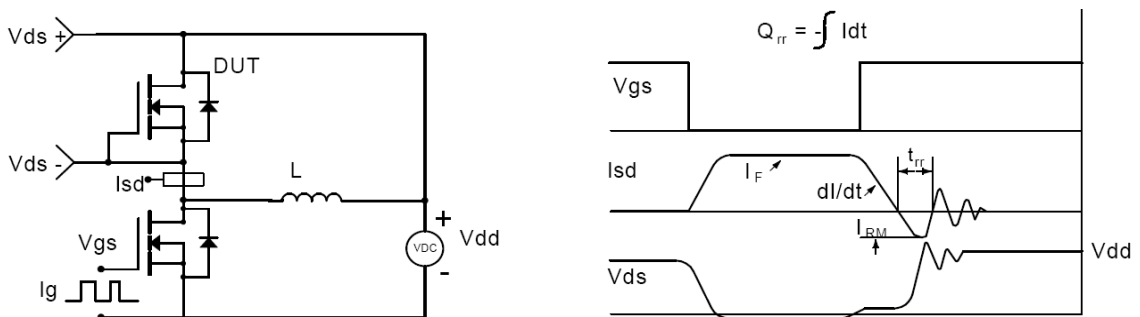 Vds +
DUT
Vds -
Isd
L
Vgs
Ig
+
VDC
-
Vdd
Q rr = -∫ Idt
Vgs
Isd
I F
dI/dt
t rr
I RM
Vds
Vdd